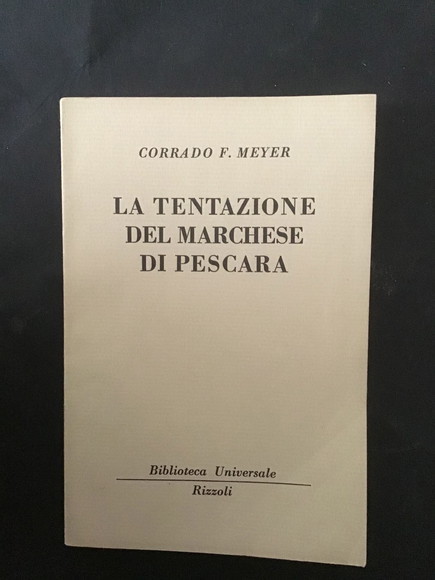 CORRADO F. MEYER
LA TENTAZIONE
DEL MARCHESE
DI PESCARA
Biblioteca Universale
Rizzoli